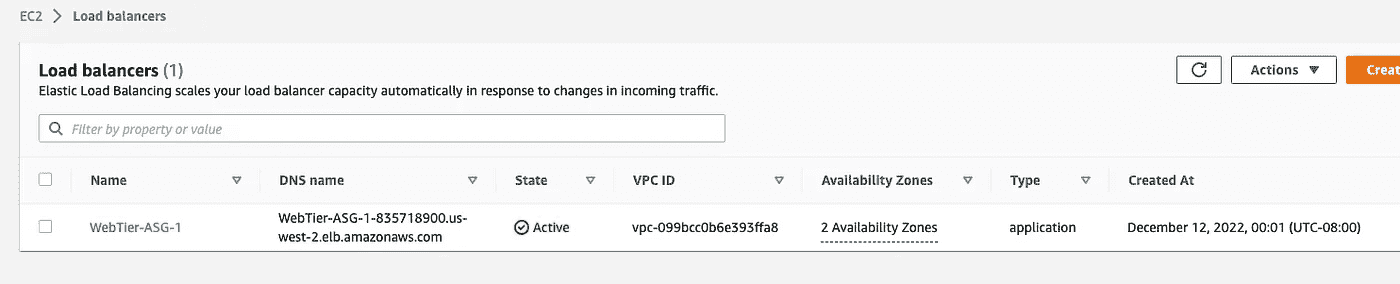 EC2 > Load balancers
Load balancers (1)
Actions
Elastic Load Balancing scales your load balancer capacity automatically in response to changes in incoming traffic.
Filter by property or value
Name DNS name State VPC ID Availability Zones Type Created At
WebTier-ASG-1 WebTier-ASG-1-835718900.us-
west-2.elb.amazonaws.com Active vpc-099bcc0b6e393ffa8 2 Availability Zones application December 12, 2022, 00:01 (UTC-08:00)